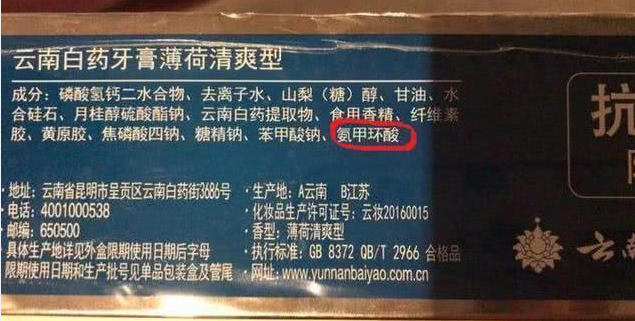 云南白药牙膏薄荷清爽型
成分：磷酸氢钙二水合物、去离子水、山梨（糖）醇、甘油、水
合硅石、月桂醇硫酸酯钠、云南白药提取物、食用香精、纤维素
胶、黄原胶、焦磷酸四钠、糖精钠、苯甲酸钠、氨甲环酸
·地址：云南省昆明市呈贡区云南白药街3686号
·电话：4001000538
·邮编：650500
·具体生产地详见外盒限期使用日期后字母
限期使用日期和生产批号见单品包装盒及管尾
·生产地：A云南 B江苏
·化妆品生产许可证号：云妆20160015
·香型：薄荷清爽香型
·执行标准：GB 8372 QB/T 2966 合格品
·网址：www.yunnanbaiyao.com.cn
抗
云